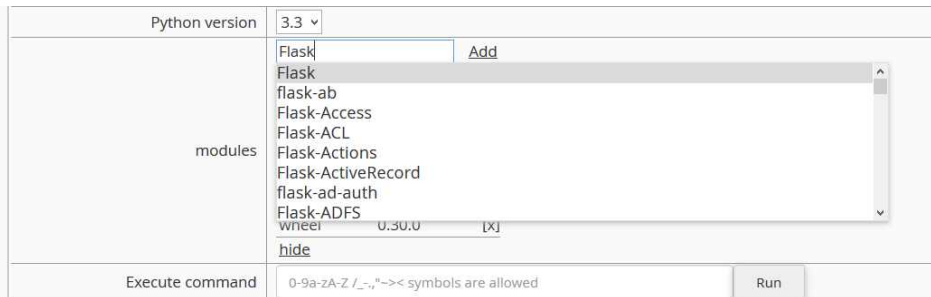 Python version 3.3
Flask Add
Flask
flask-ab
Flask-Access
Flask-ACL
modules
Flask-Actions
Flask-ActiveRecord
flask-ad-auth
Flask-ADFS
wheel 0.30.0 [x]
hide
Execute command 0-9a-zA-Z /_-.,"~>< symbols are allowed Run